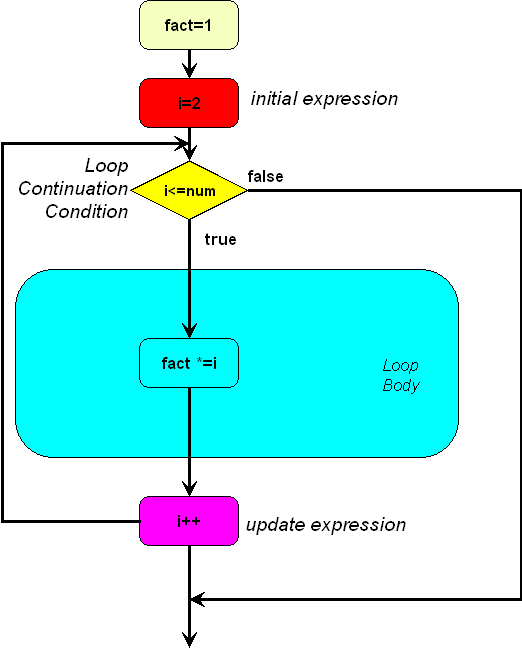 fact=1
i=2
initial expression
Loop
Continuation
Condition
i<=num
false
true
fact *=i
Loop
Body
i++
update expression